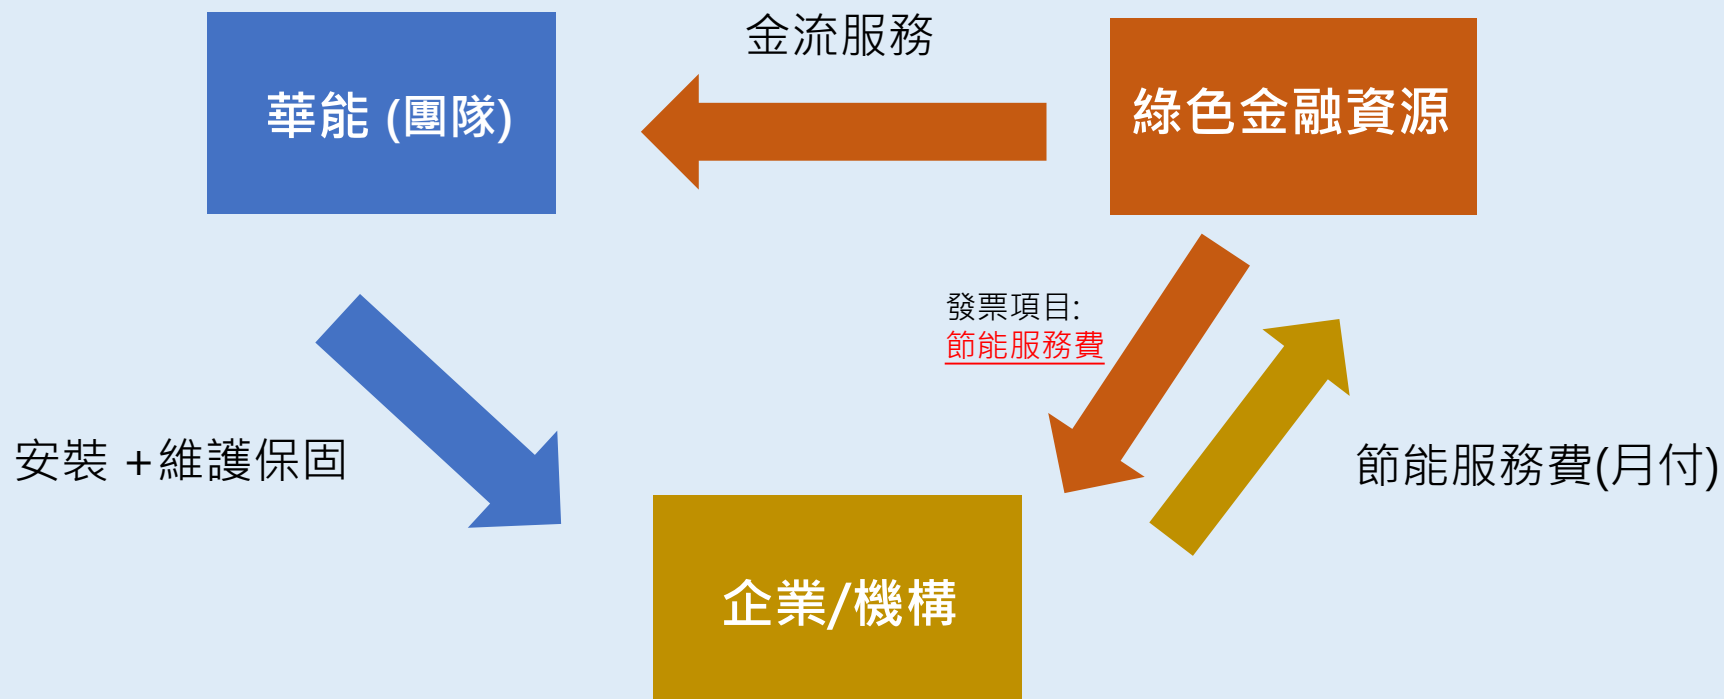 金流服務
華能 (團隊)
綠色金融資源
發票項目:
節能服務費
安裝 +維護保固
節能服務費(月付)
企業/機構